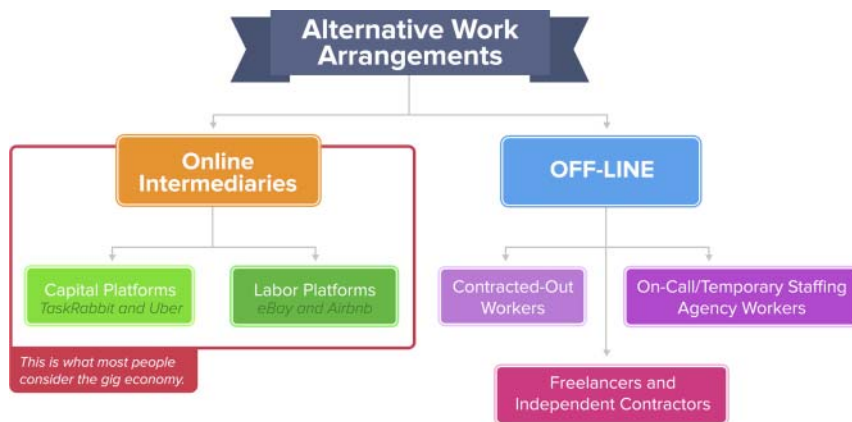 Alternative Work
Arrangements
Online
Intermediaries
OFF-LINE
Capital Platforms
TaskRabbit and Uber
Labor Platforms
eBay and Airbnb
Contracted-Out
Workers
On-Call/Temporary Staffing
Agency Workers
This is what most people
consider the gig economy.
Freelancers and
Independent Contractors